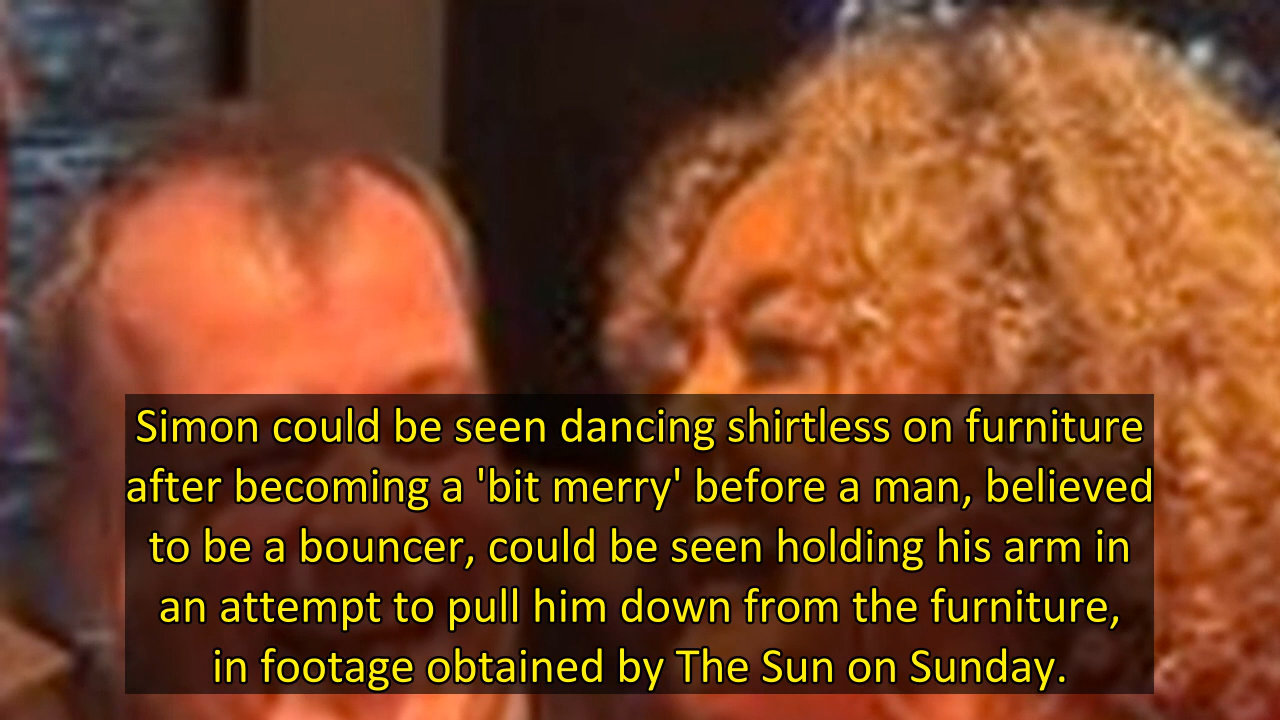 Simon could be seen dancing shirtless on furniture
after becoming a 'bit merry' before a man, believed
to be a bouncer, could be seen holding his arm in
an attempt to pull him down from the furniture,
in footage obtained by The Sun on Sunday.